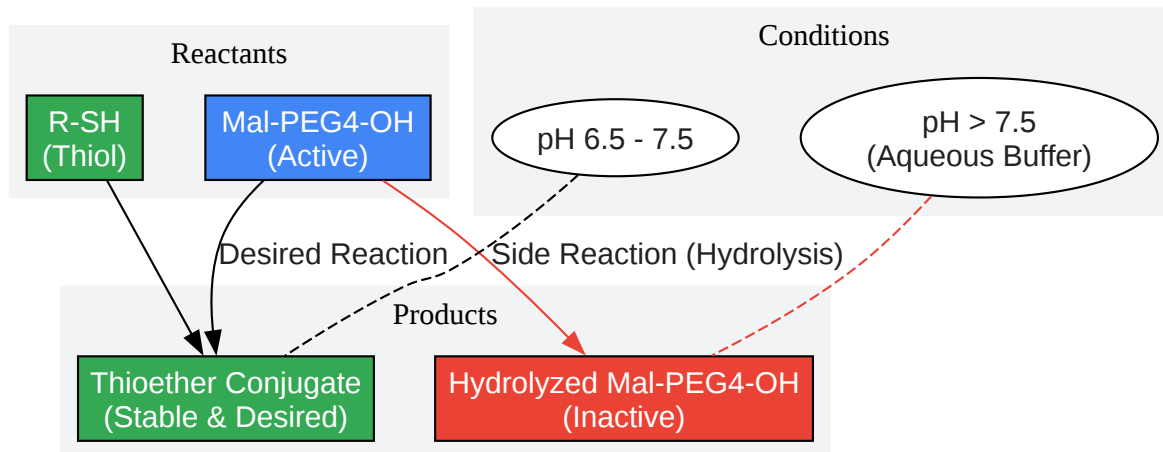 Reactants
Conditions
R-SH
(Thiol)
Mal-PEG4-OH
(Active)
pH 6.5 - 7.5
pH > 7.5
(Aqueous Buffer)
Desired Reaction
Side Reaction (Hydrolysis)
Products
Thioether Conjugate
(Stable & Desired)
Hydrolyzed Mal-PEG4-OH
(Inactive)